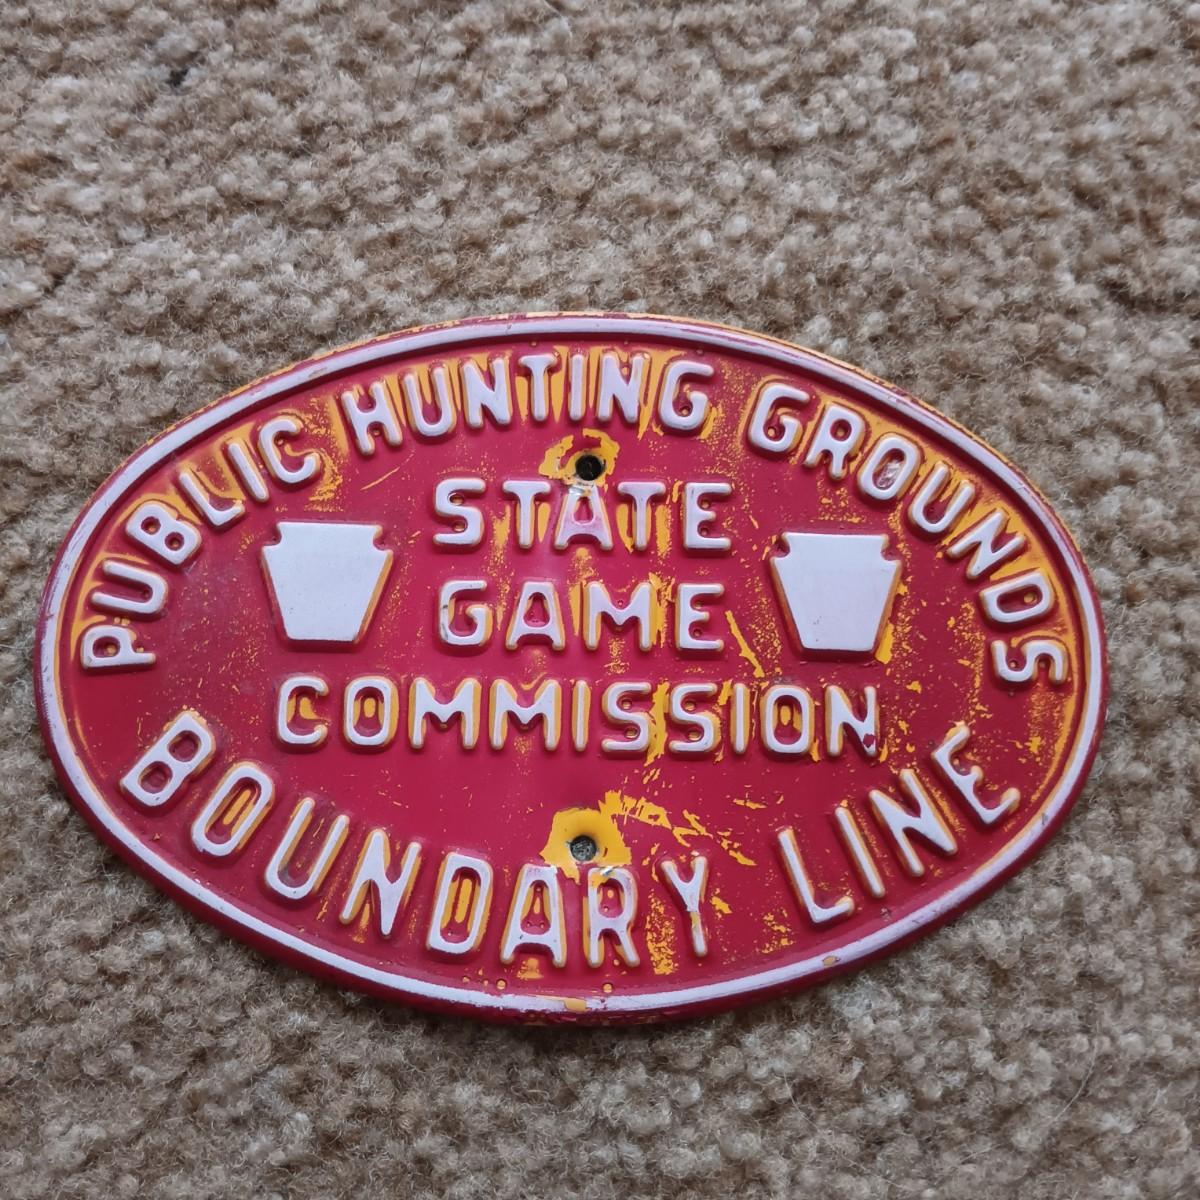 PUBLIC HUNTING GROUNDS
STATE
GAME
COMMISSION
BOUNDARY LINE